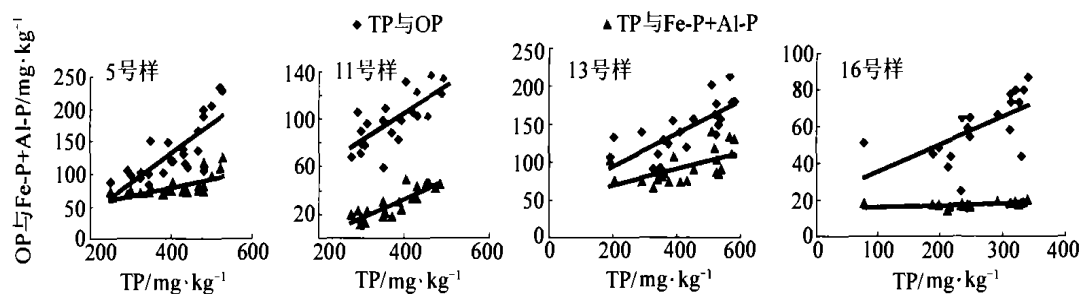 ◆ TP与OP
▲ TP与Fe-P+Al-P
OP与Fe-P+Al-P/mg·kg⁻¹
5号样
250
200
150
100
50
0
200 400 600
TP/mg·kg⁻¹
11号样
140
100
60
20
200 400 600
TP/mg·kg⁻¹
13号样
250
200
150
100
50
0
0 200 400 600
TP/mg·kg⁻¹
16号样
100
80
60
40
20
0
0 100 200 300 400
TP/mg·kg⁻¹